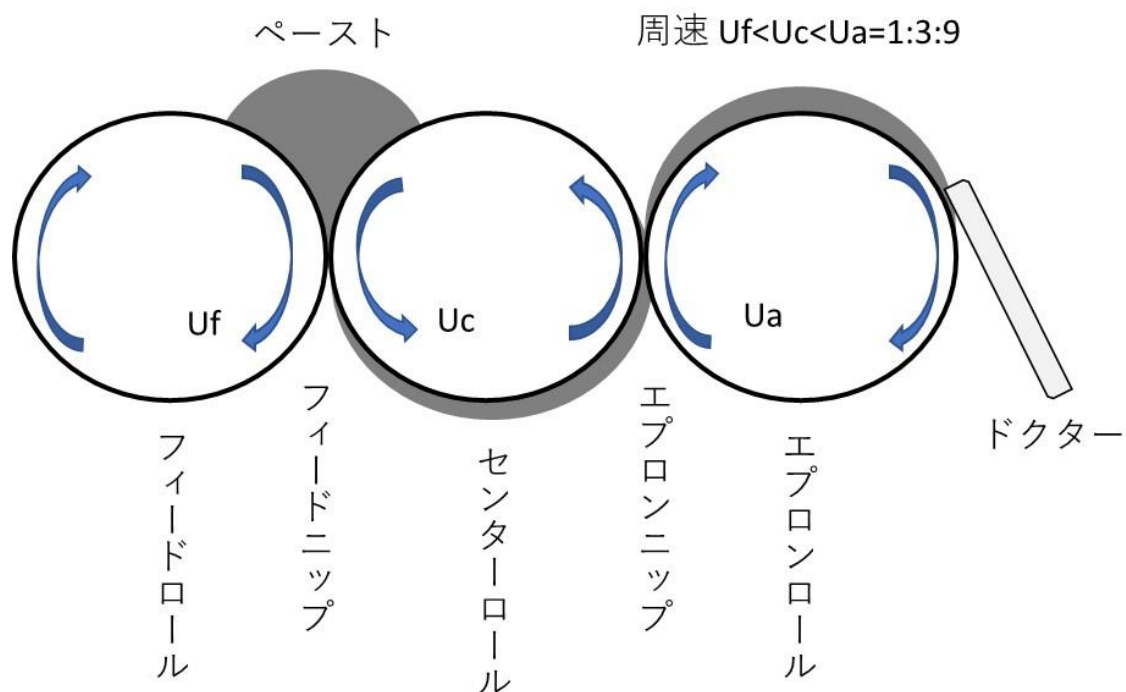 ペースト
周速 Uf<Uc<Ua=1:3:9
Uf
Uc
Ua
フィードロール
フィードニップ
センターロール
エプロンニップ
エプロンロール
ドクター